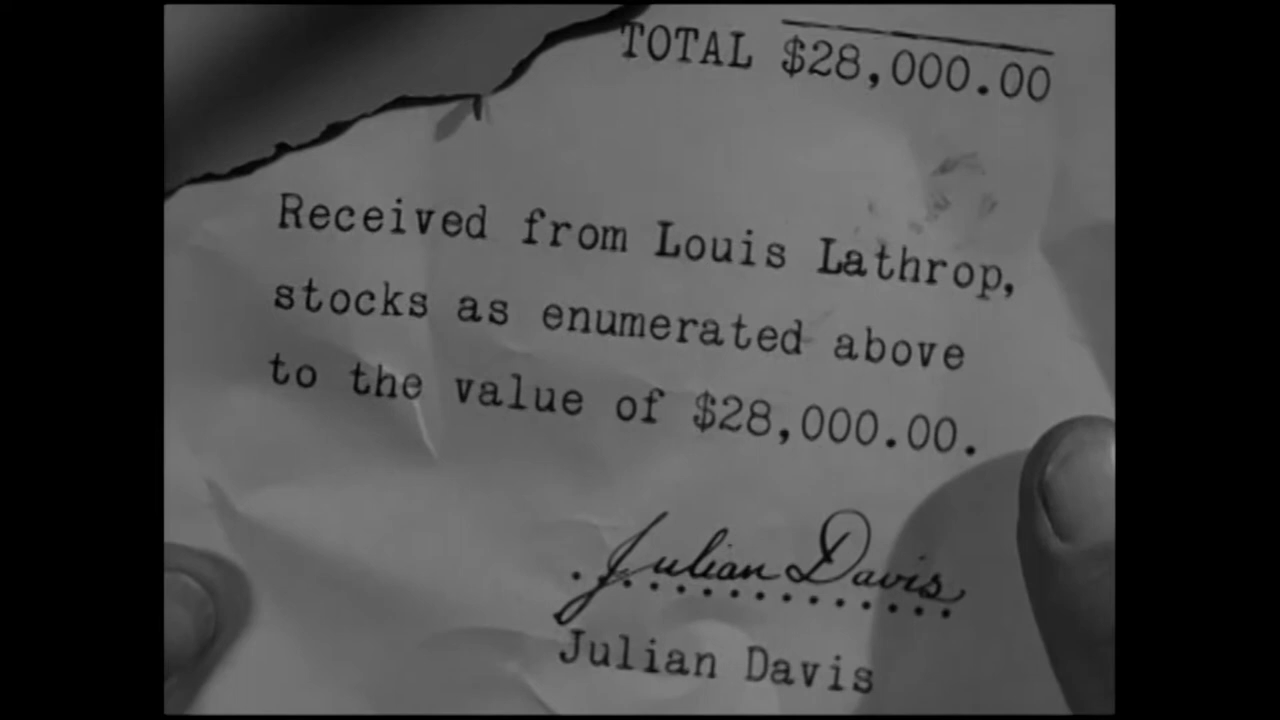 TOTAL $28,000.00
Received from Louis Lathrop,
stocks as enumerated above
to the value of $28,000.00.
Julian Davis
Julian Davis